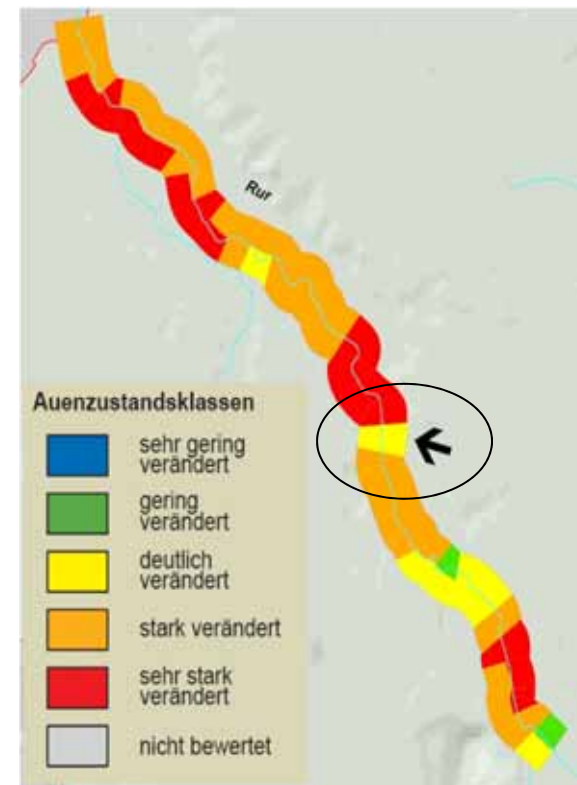 Rur
Auenzustandsklassen
sehr gering
verändert
gering
verändert
deutlich
verändert
stark verändert
sehr stark
verändert
nicht bewertet